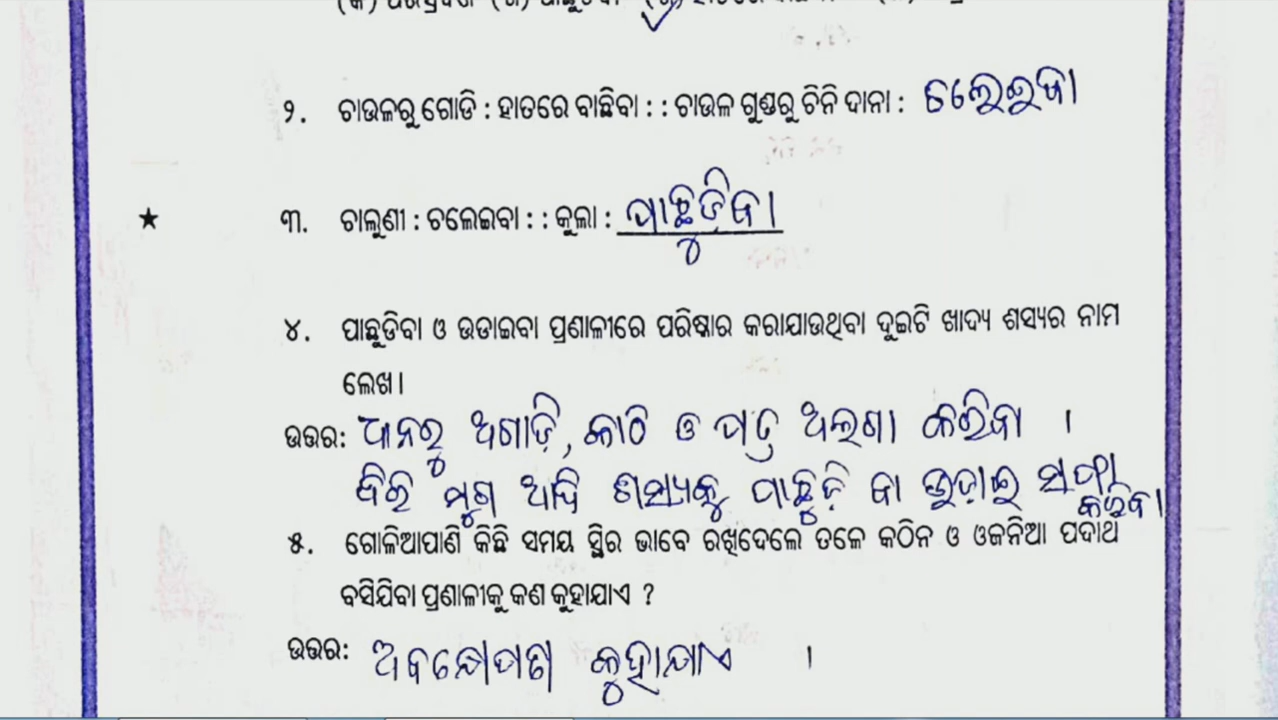 ୨. ଚାଉଳରୁ ଗୋଡି : ହାତରେ ବାଛିବା : : ଚାଉଳ ଗୁଣ୍ଡରୁ ଚିନି ଦାନା : ଚଲେଇବା
★ ୩. ଚାଲୁଣୀ : ଚଲେଇବା : : କୁଲା : ପାଛୁଡ଼ିବା
୪. ପାଛୁଡିବା ଓ ଉଡାଇବା ପ୍ରଣାଳୀରେ ପରିଷ୍କାର କରାଯାଉଥିବା ଦୁଇଟି ଖାଦ୍ୟ ଶସ୍ୟର ନାମ
ଲେଖ।
ଉତ୍ତର: ଧାନରୁ ଅଗାଡ଼ି, କାଠି ଓ ପତ୍ର ଅଲଗା କରିବା ।
ବିରି ମୁଗ ଆଦି ଶସ୍ୟକୁ ପାଛୁଡ଼ି ବା ଉଡ଼ାଇ ସଫା
କରିବା
୫. ଗୋଳିଆପାଣି କିଛି ସମୟ ସ୍ଥିର ଭାବେ ରଖିଦେଲେ ତଳେ କଠିନ ଓ ଓଜନିଆ ପଦାର୍ଥ
ବସିଯିବା ପ୍ରଣାଳୀକୁ କଣ କୁହାଯାଏ ?
ଉତ୍ତର: କୁହାଯାଏ ।